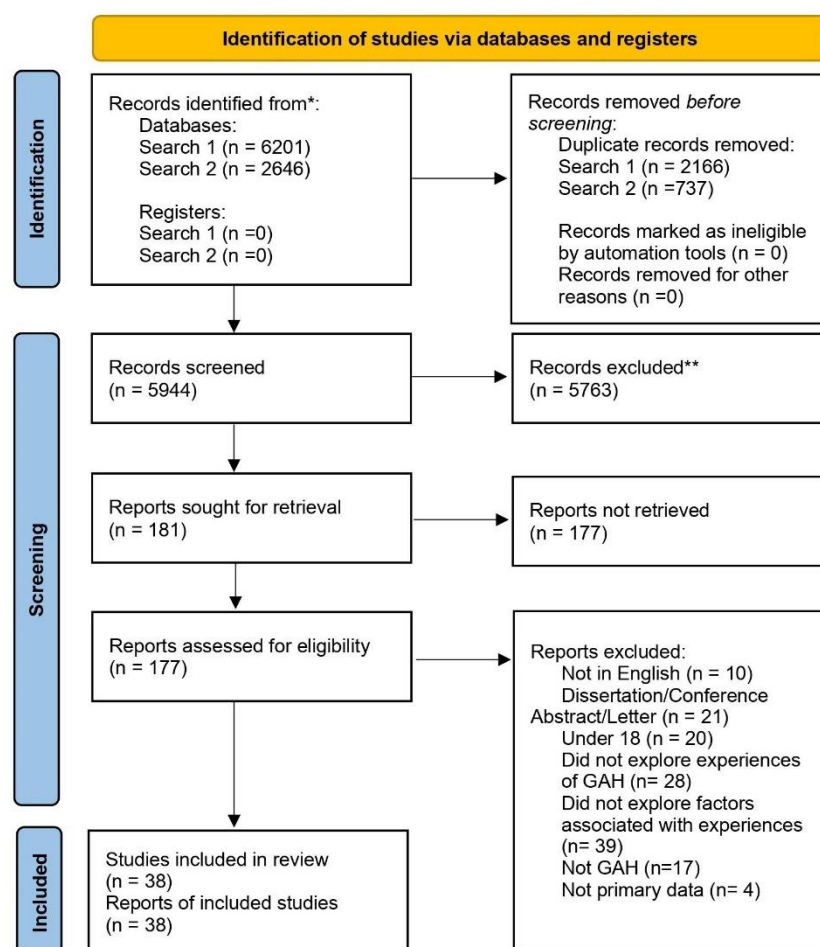 Identification of studies via databases and registers
Identification
Records identified from*:
Databases:
Search 1 (n = 6201)
Search 2 (n = 2646)
Registers:
Search 1 (n =0)
Search 2 (n =0)
Records removed before
screening:
Duplicate records removed:
Search 1 (n = 2166)
Search 2 (n =737)
Records marked as ineligible
by automation tools (n = 0)
Records removed for other
reasons (n =0)
Screening
Records screened
(n = 5944)
Records excluded**
(n = 5763)
Reports sought for retrieval
(n = 181)
Reports not retrieved
(n = 177)
Reports assessed for eligibility
(n = 177)
Reports excluded:
Not in English (n = 10)
Dissertation/Conference
Abstract/Letter (n = 21)
Under 18 (n = 20)
Did not explore experiences
of GAH (n= 28)
Did not explore factors
associated with experiences
(n= 39)
Not GAH (n=17)
Not primary data (n= 4)
Included
Studies included in review
(n = 38)
Reports of included studies
(n = 38)